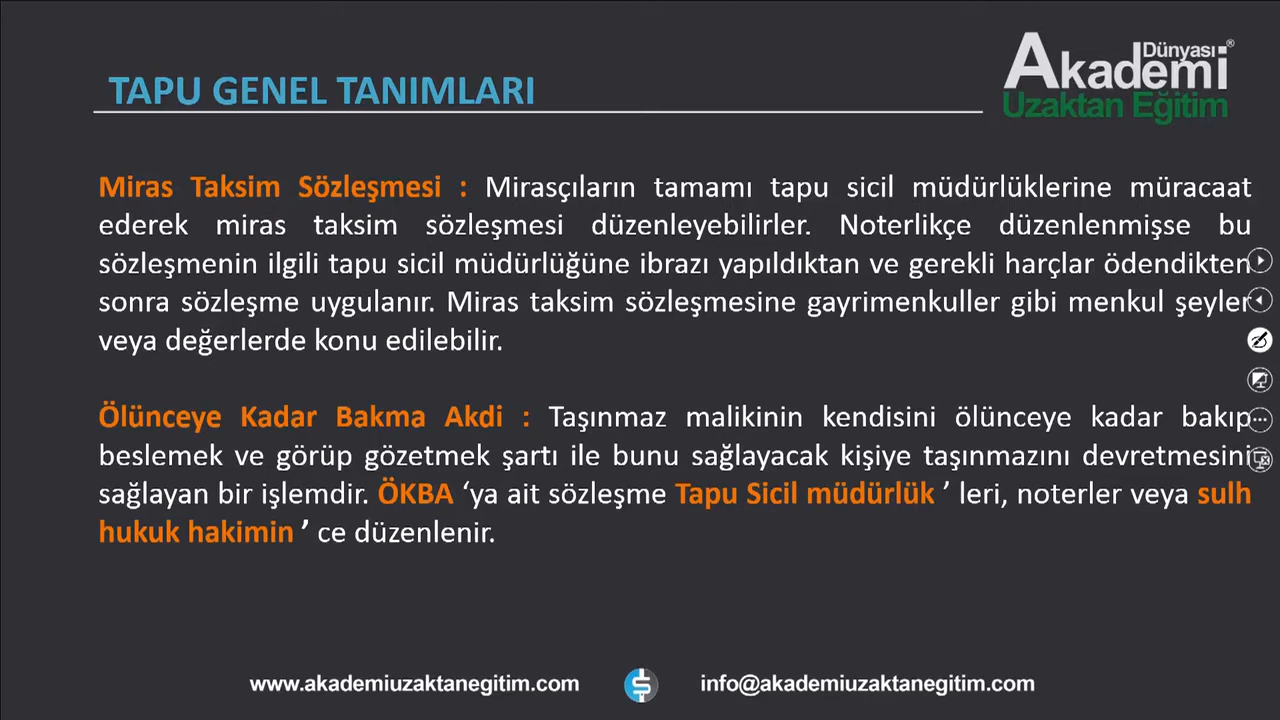 Dünyası
Akademi®
Uzaktan Eğitim
TAPU GENEL TANIMLARI
Miras Taksim Sözleşmesi : Mirasçıların tamamı tapu sicil müdürlüklerine müracaat
ederek miras taksim sözleşmesi düzenleyebilirler. Noterlikçe düzenlenmişse bu
sözleşmenin ilgili tapu sicil müdürlüğüne ibrazı yapıldıktan ve gerekli harçlar ödendikten
sonra sözleşme uygulanır. Miras taksim sözleşmesine gayrimenkuller gibi menkul şeyler
veya değerlerde konu edilebilir.
Ölünceye Kadar Bakma Akdi : Taşınmaz malikinin kendisini ölünceye kadar bakıp
beslemek ve görüp gözetmek şartı ile bunu sağlayacak kişiye taşınmazını devretmesini
sağlayan bir işlemdir. ÖKBA ‘ya ait sözleşme Tapu Sicil müdürlük ’ leri, noterler veya sulh
hukuk hakimin ’ ce düzenlenir.
www.akademiuzaktanegitim.com
info@akademiuzaktanegitim.com